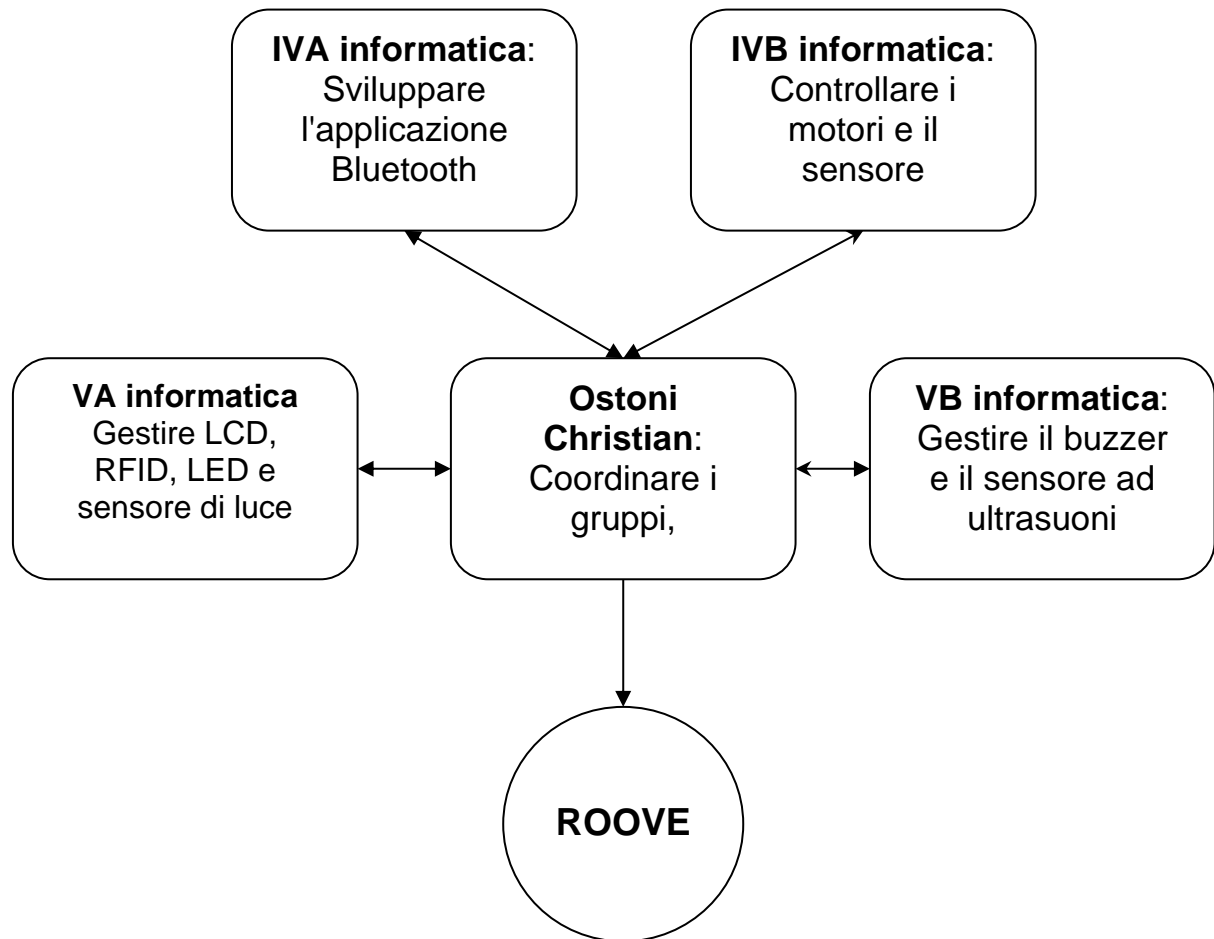 IVA informatica:
Sviluppare
l'applicazione
Bluetooth
IVB informatica:
Controllare i
motori e il
sensore
VA informatica
Gestire LCD,
RFID, LED e
sensore di luce
Ostoni
Christian:
Coordinare i
gruppi,
VB informatica:
Gestire il buzzer
e il sensore ad
ultrasuoni
ROOVE